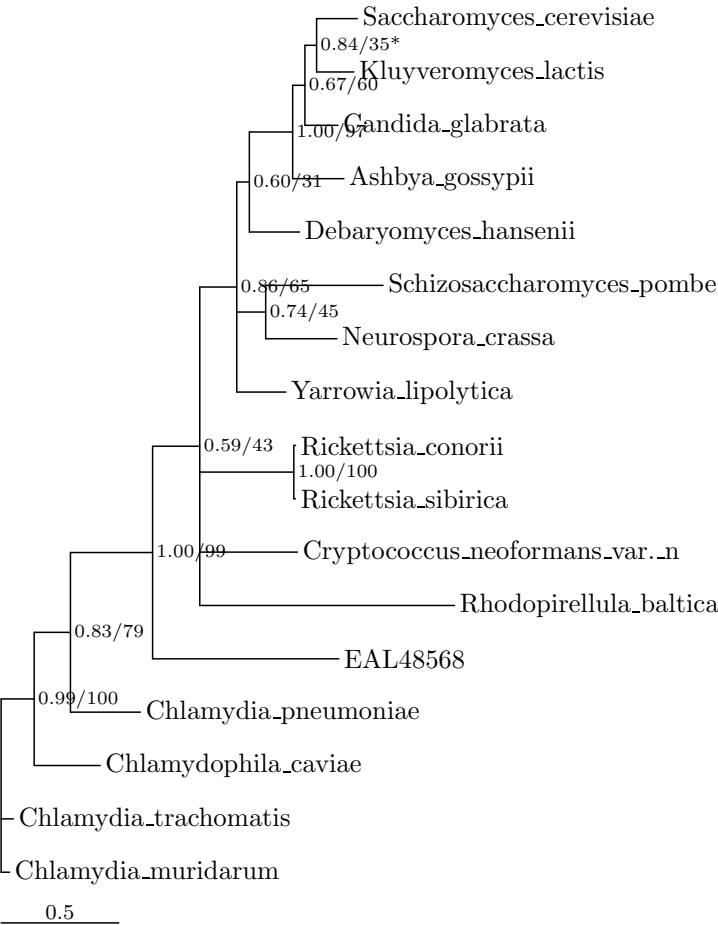 Saccharomyces_cerevisiae
0.84/35*
Kluyveromyces_lactis
0.67/60
Candida_glabrata
1.00/97
Ashbya_gossypii
0.60/31
Debaryomyces_hansenii
Schizosaccharomyces_pombe
0.86/65
0.74/45
Neurospora_crassa
Yarrowia_lipolytica
0.59/43
Rickettsia_conorii
1.00/100
Rickettsia_sibirica
1.00/99
Cryptococcus_neoformans_var.._n
Rhodopirellula_baltica
0.83/79
EAL48568
0.99/100
Chlamydia_pneumoniae
Chlamydophila_caviae
Chlamydia_trachomatis
Chlamydia_muridarum
0.5